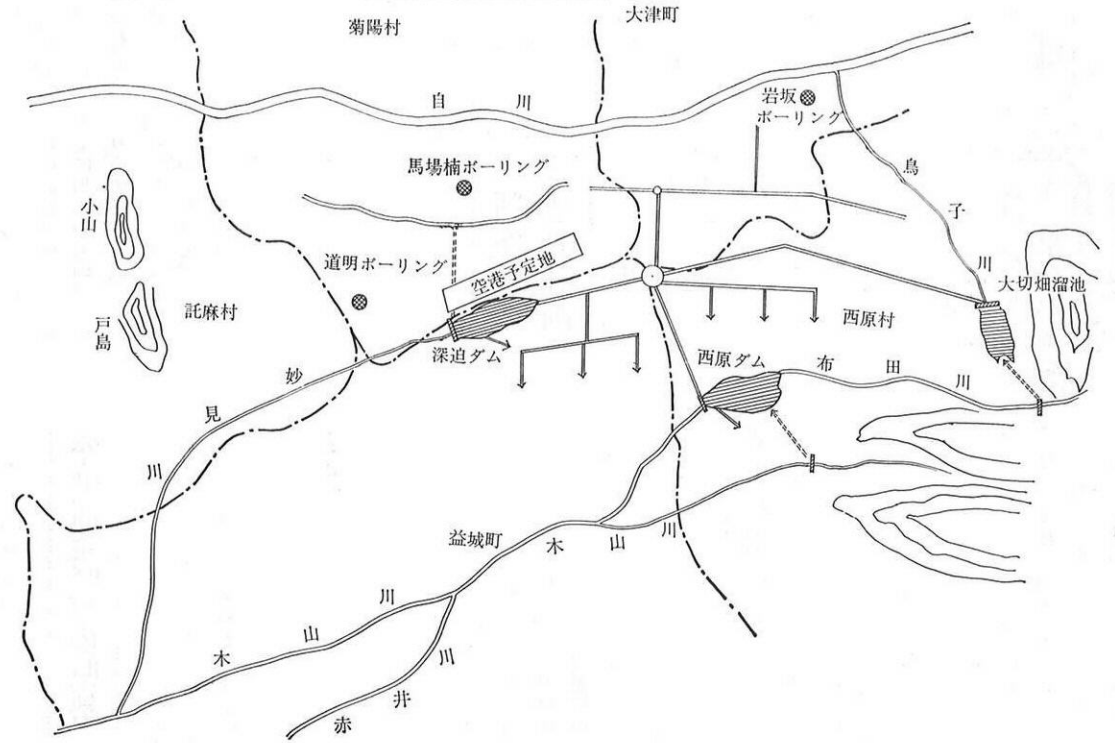 菊陽村
大津町
自川
岩坂
ボーリング
馬場楠ボーリング
鳥子川
小山
道明ボーリング
空港予定地
大切畑溜池
戸島
託麻村
西原村
深迫ダム
西原ダム
布田川
妙見川
益城町
木山川
木山川
赤井川